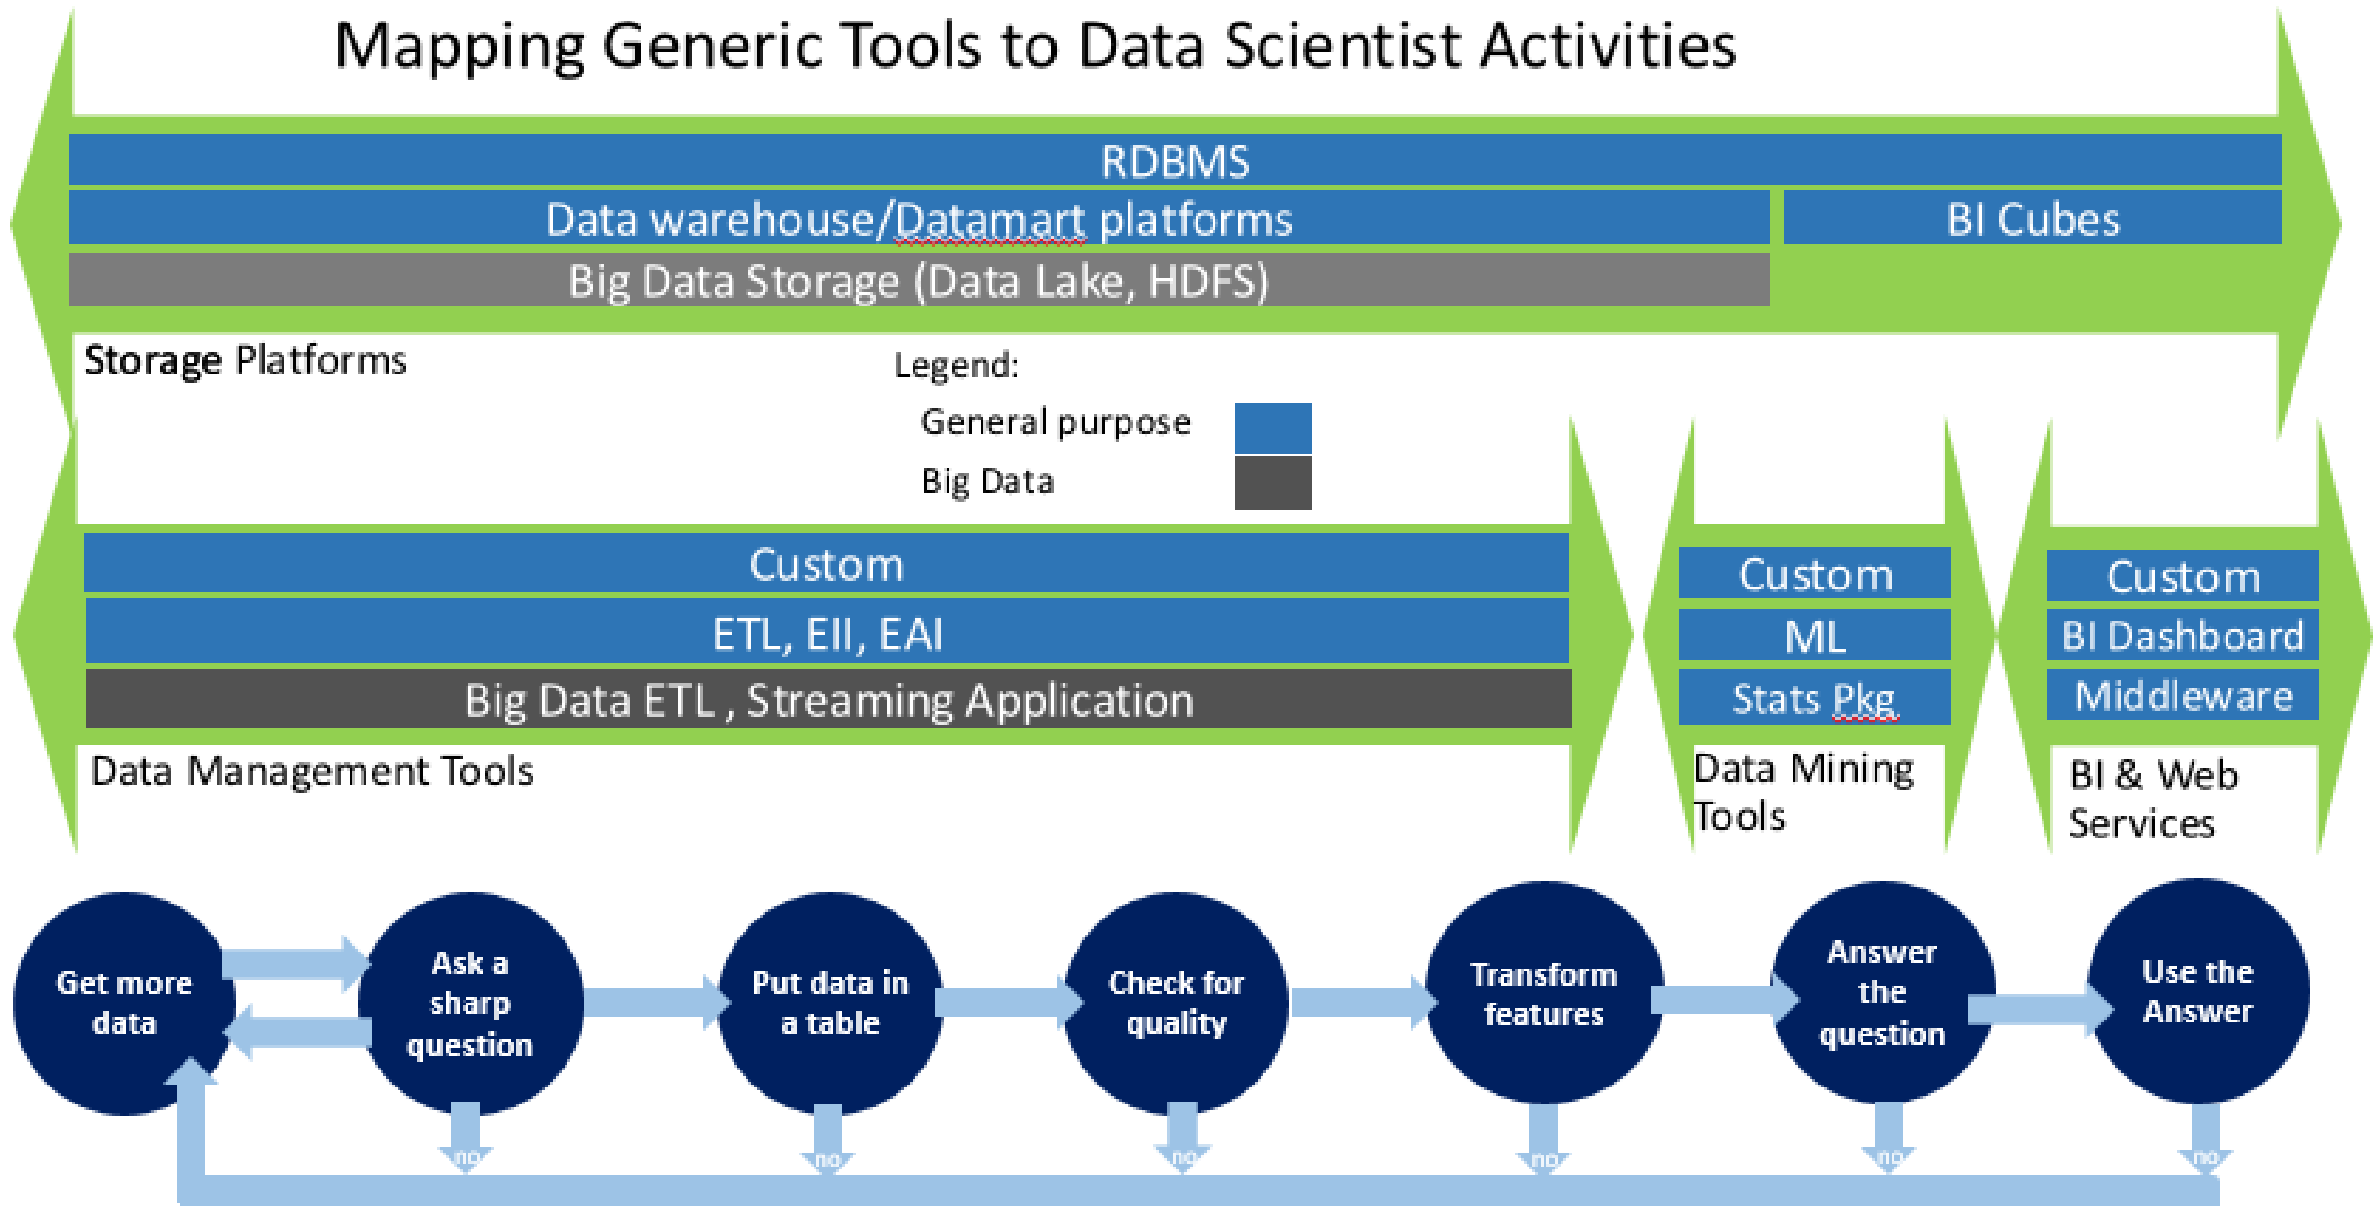 Mapping Generic Tools to Data Scientist Activities
RDBMS
Data warehouse/Datamart platforms
BI Cubes
Big Data Storage (Data Lake, HDFS)
Storage Platforms
Legend:
General purpose
Big Data
Custom
ETL, EII, EAI
Big Data ETL , Streaming Application
Data Management Tools
Custom
ML
Stats Pkg
Data Mining
Tools
Custom
BI Dashboard
Middleware
BI & Web
Services
Get more
data
Ask a
sharp
question
Put data in
a table
Check for
quality
Transform
features
Answer
the
question
Use the
Answer
no
no
no
no
no
no